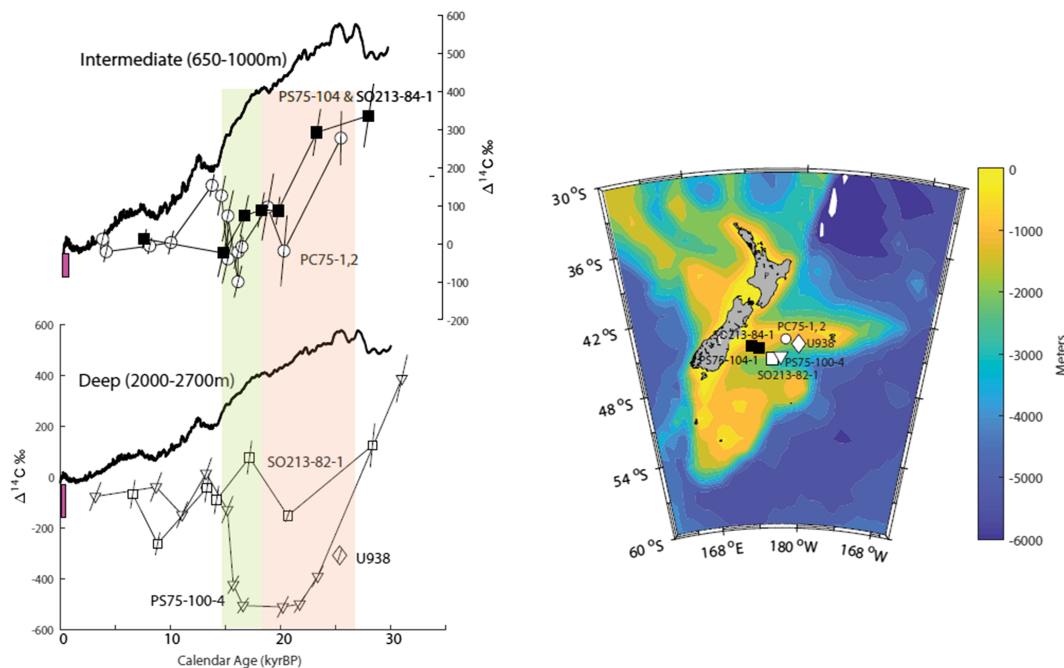 Intermediate (650-1000m)
PS75-104 & SO213-84-1
PC75-1,2
600
500
400
300
200
100
0
-100
-200
Δ14C ‰
Deep (2000-2700m)
SO213-82-1
U938
PS75-100-4
600
400
200
0
-200
-400
-600
Δ14C ‰
0
10
20
30
40
Calendar Age (kyrBP)
30 °S
36 °S
42 °S
48 °S
54 °S
60 °S
168 °E
180 °W
168 °W
SO213-84-1
PC75-1, 2
U938
PS75-104-1
PS75-100-4
SO213-82-1
P
0
-1000
-2000
-3000
-4000
-5000
-6000
Meters